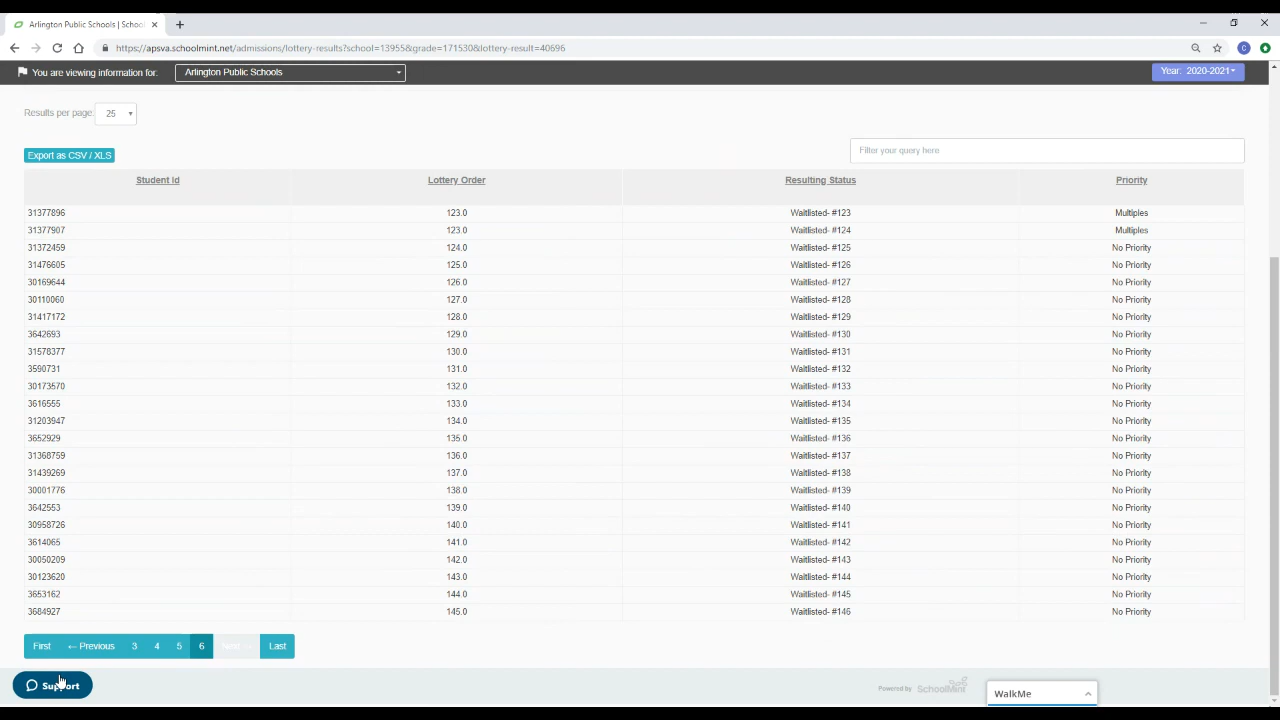 Arlington Public Schools | School
https://apsva.schoolmint.net/admissions/lottery-results?school=13955&grade=171530&lottery-result=40696
C
You are viewing information for: Arlington Public Schools Year: 2020-2021
Results per page: 25
Export as CSV / XLS Filter your query here
Student Id Lottery Order Resulting Status Priority
31377896 123.0 Waitlisted- #123 Multiples
31377907 123.0 Waitlisted- #124 Multiples
31372459 124.0 Waitlisted- #125 No Priority
31476605 125.0 Waitlisted- #126 No Priority
30169644 126.0 Waitlisted- #127 No Priority
30110060 127.0 Waitlisted- #128 No Priority
31417172 128.0 Waitlisted- #129 No Priority
3642693 129.0 Waitlisted- #130 No Priority
31578377 130.0 Waitlisted- #131 No Priority
3590731 131.0 Waitlisted- #132 No Priority
30173570 132.0 Waitlisted- #133 No Priority
3616555 133.0 Waitlisted- #134 No Priority
31203947 134.0 Waitlisted- #135 No Priority
3652929 135.0 Waitlisted- #136 No Priority
31368759 136.0 Waitlisted- #137 No Priority
31439269 137.0 Waitlisted- #138 No Priority
30001776 138.0 Waitlisted- #139 No Priority
3642553 139.0 Waitlisted- #140 No Priority
30958726 140.0 Waitlisted- #141 No Priority
3614065 141.0 Waitlisted- #142 No Priority
30050209 142.0 Waitlisted- #143 No Priority
30123620 143.0 Waitlisted- #144 No Priority
3653162 144.0 Waitlisted- #145 No Priority
3684927 145.0 Waitlisted- #146 No Priority
First ← Previous 3 4 5 6 Next → Last
Support Powered by SchoolMint WalkMe